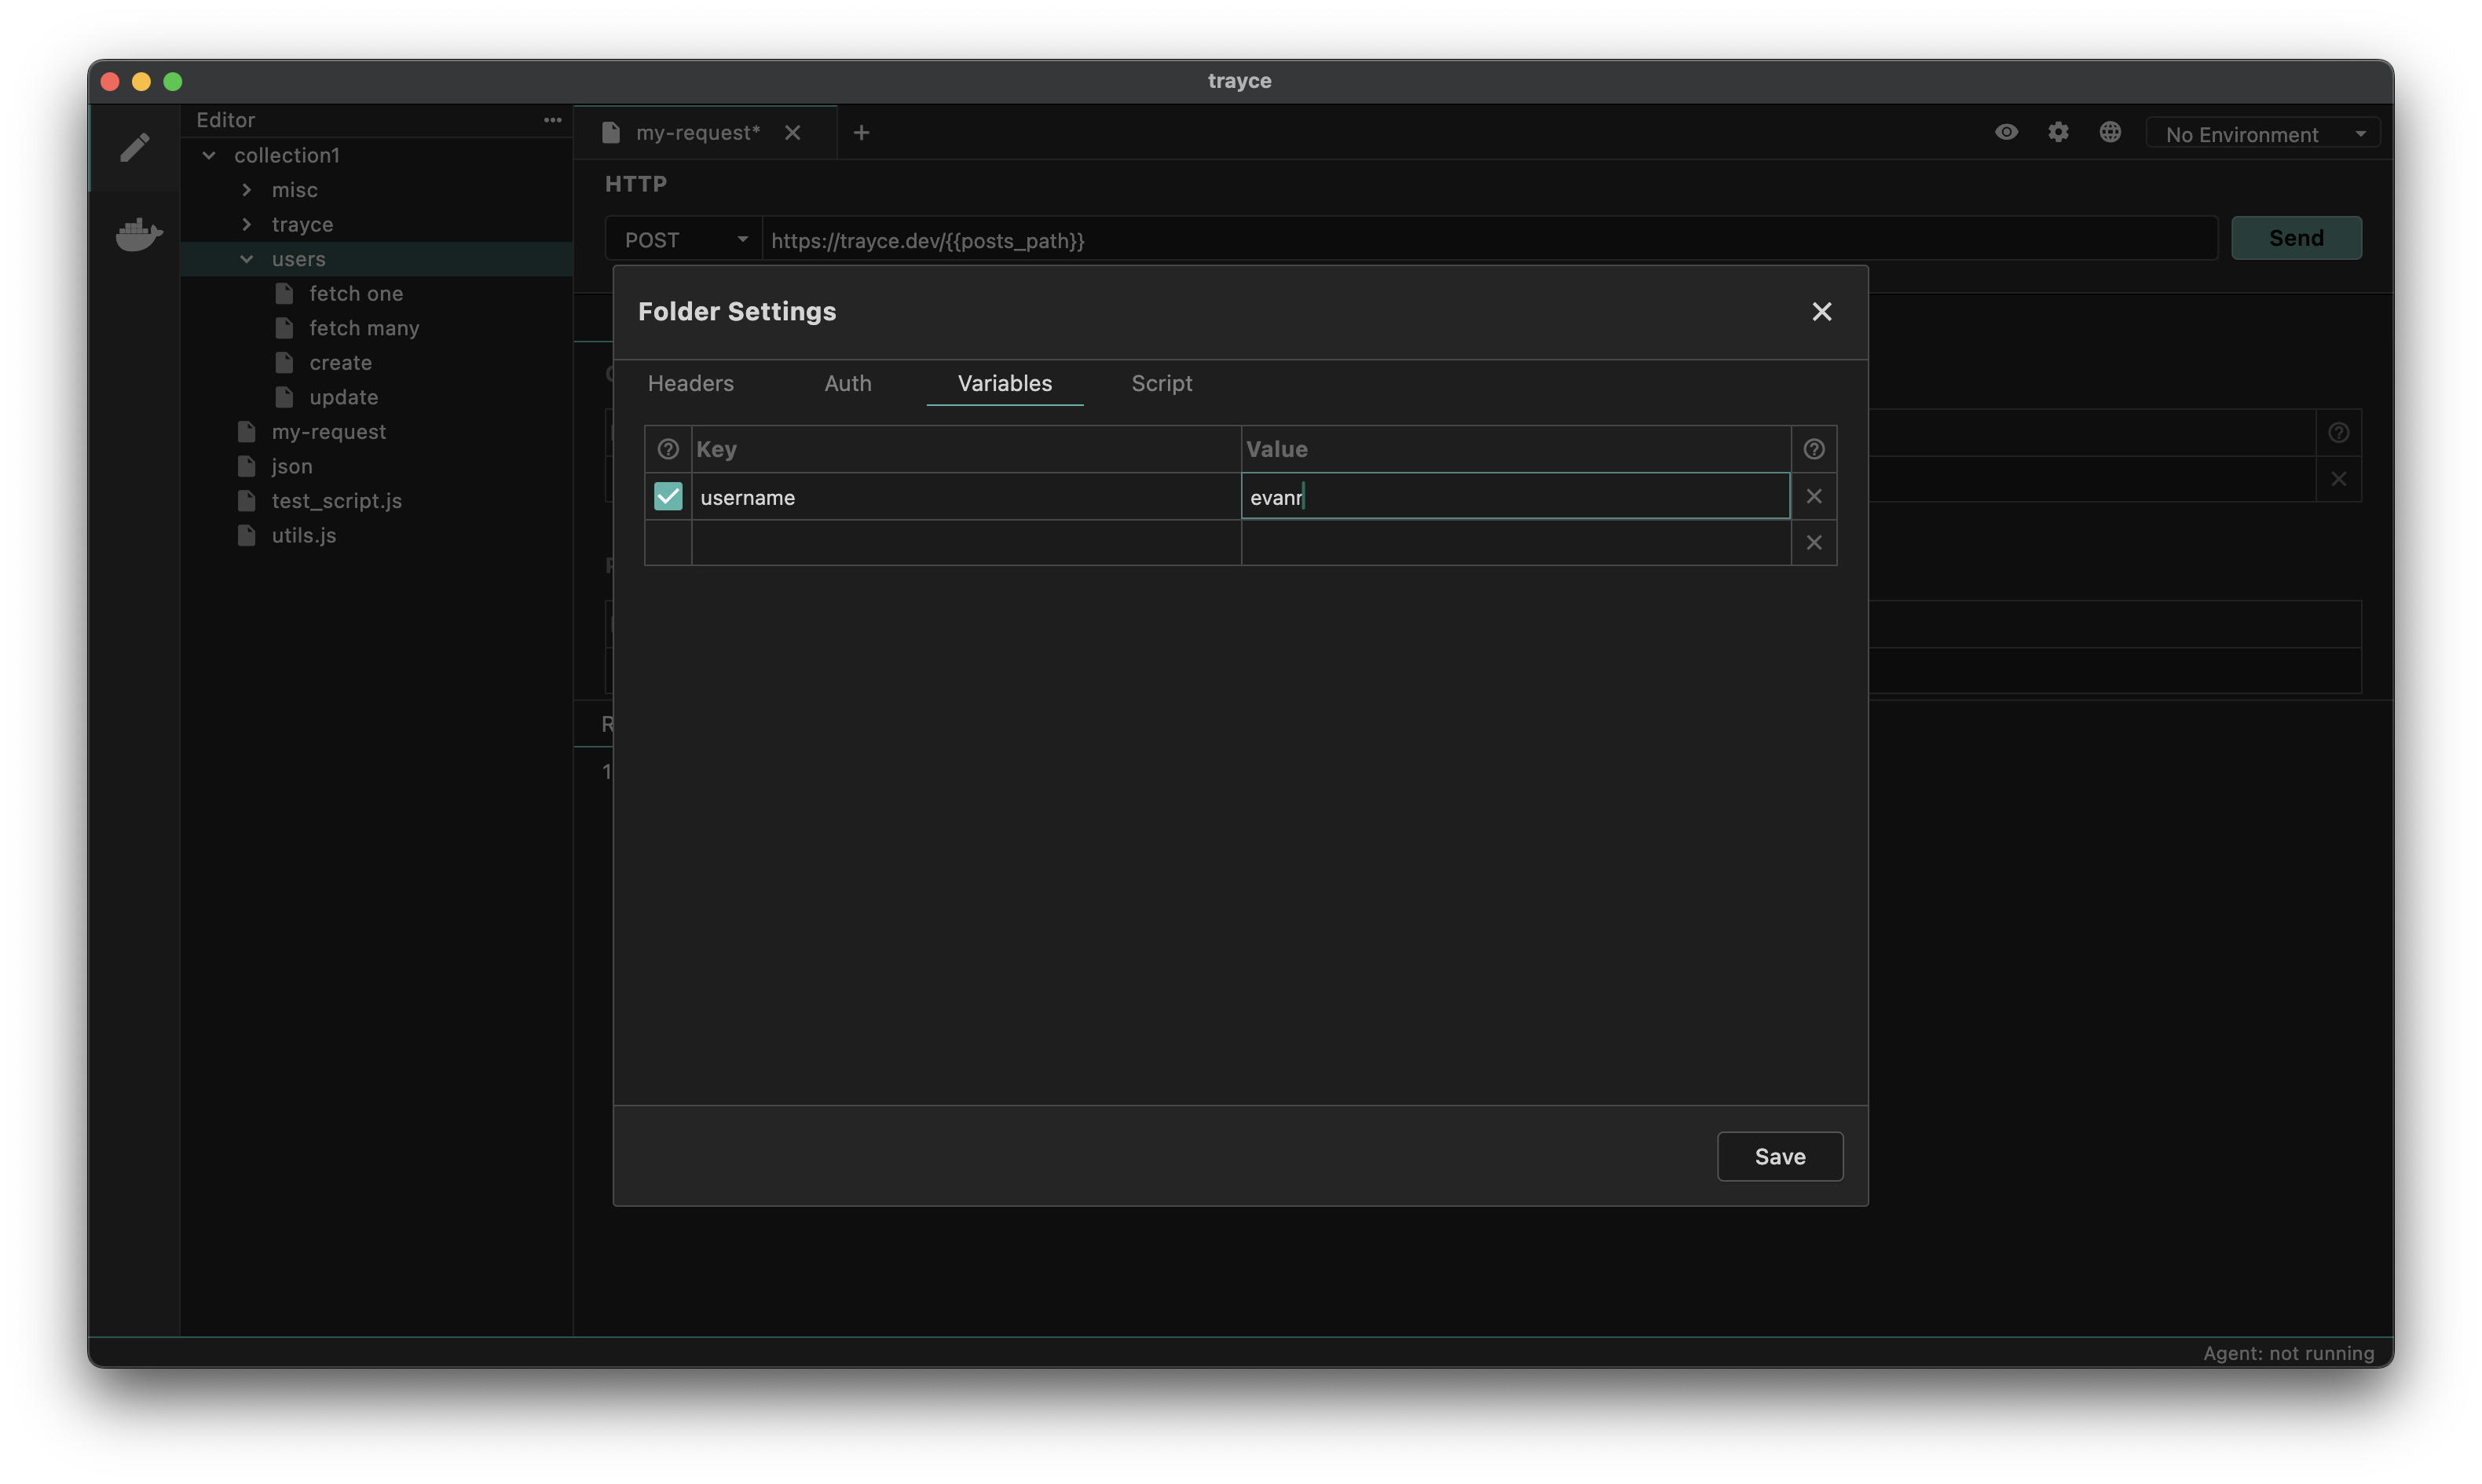 trayce
Editor
collection1
misc
trayce
users
fetch one
fetch many
create
update
my-request
json
test_script.js
utils.js
my-request*
No Environment
HTTP
POST
https://trayce.dev/{{posts_path}}
Send
Folder Settings
Headers Auth Variables Script
Key Value
username evanr
Save
R
1
Agent: not running